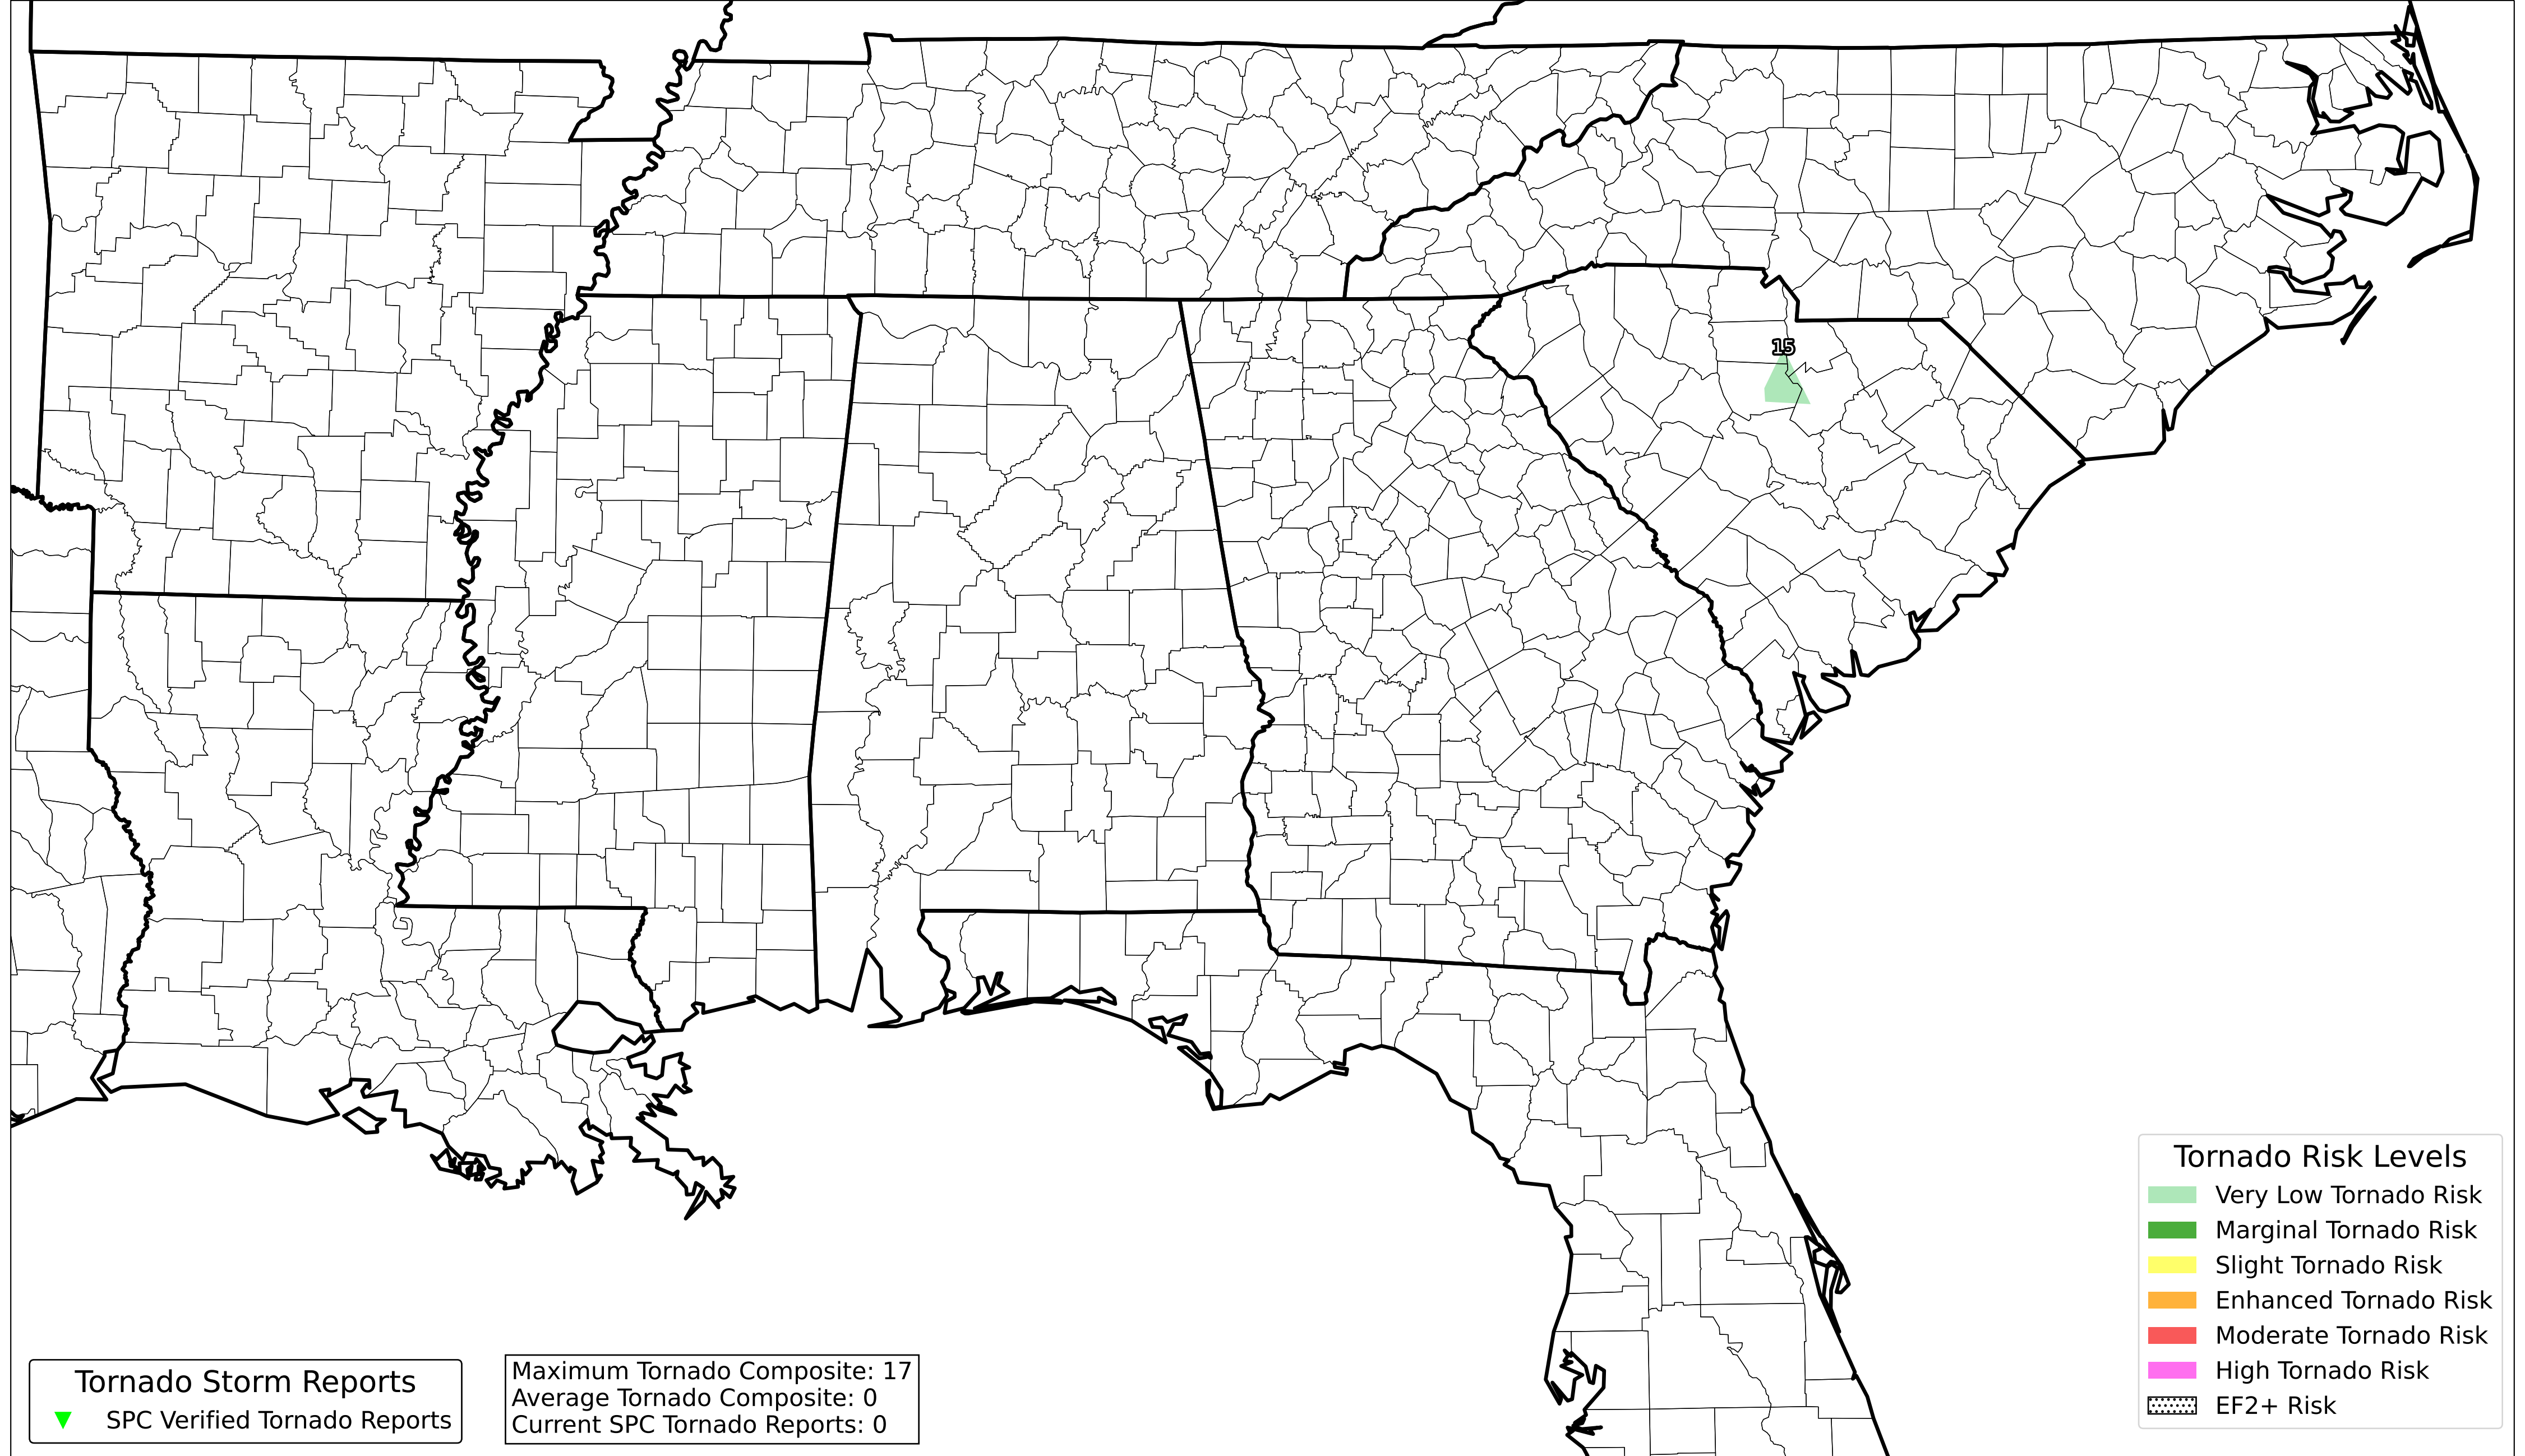 15
Tornado Risk Levels
Very Low Tornado Risk
Marginal Tornado Risk
Slight Tornado Risk
Enhanced Tornado Risk
Moderate Tornado Risk
High Tornado Risk
EF2+ Risk
Tornado Storm Reports
SPC Verified Tornado Reports
Maximum Tornado Composite: 17
Average Tornado Composite: 0
Current SPC Tornado Reports: 0